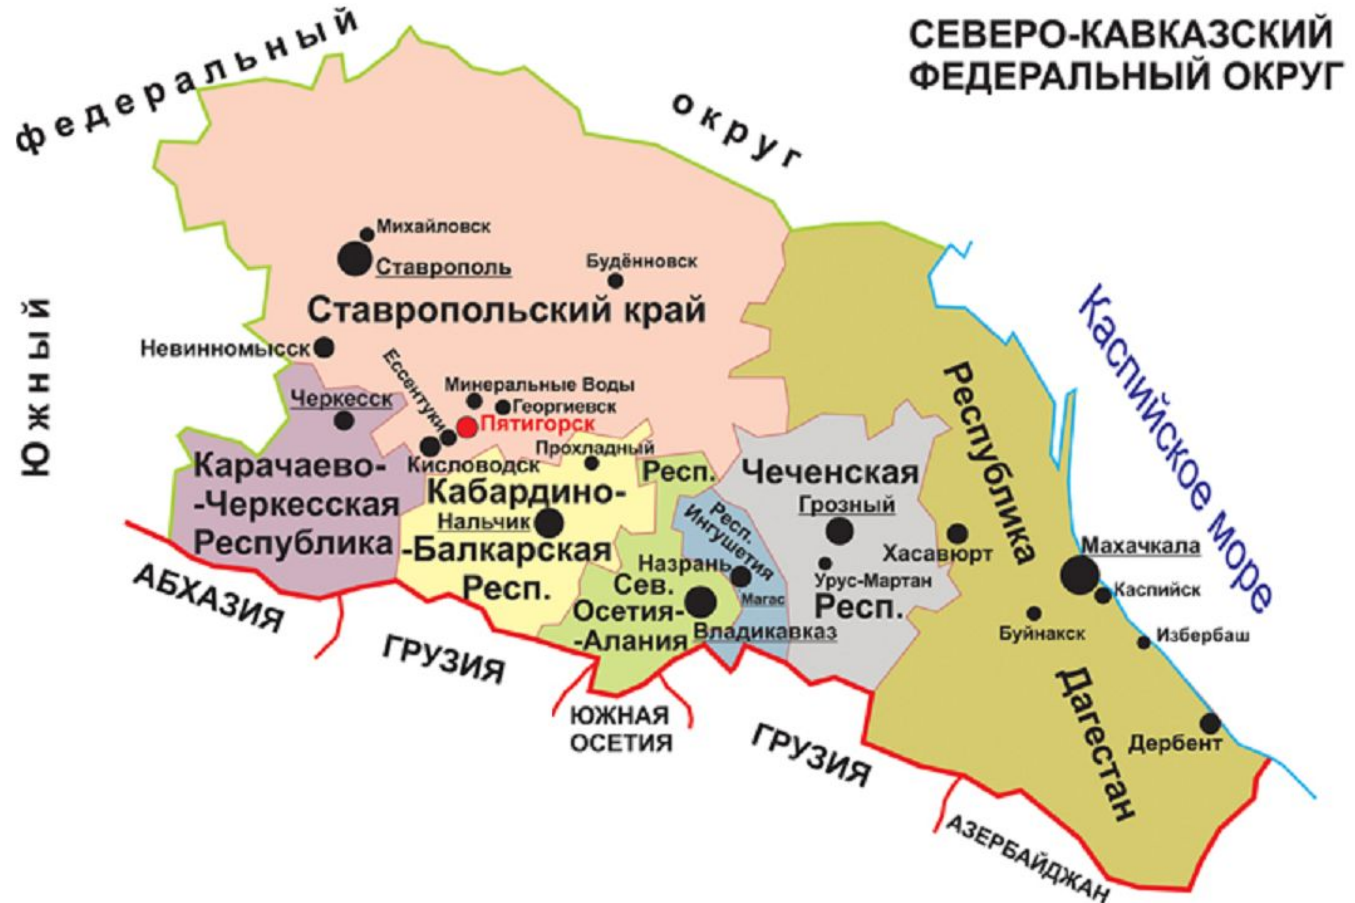 СЕВЕРО-КАВКАЗСКИЙ
ФЕДЕРАЛЬНЫЙ ОКРУГ
Южный
федеральный
округ
Михайловск
Ставрополь
Будённовск
Ставропольский край
Невинномысск
Ессентуки
Минеральные Воды
Георгиевск
Пятигорск
Кисловодск
Черкесск
Карачаево-
-Черкесская
Республика
Прохладный
Кабардино-
Нальчик
-Балкарская
Респ.
Респ.
Сев.
Осетия-
-Алания
Владикавказ
Респ.
Ингушетия
Назрань
Магас
Чеченская
Грозный
Урус-Мартан
Респ.
Республика
Дагестан
Хасавюрт
Махачкала
Каспийск
Буйнакск
Избербаш
Дербент
Каспийское море
АБХАЗИЯ
ГРУЗИЯ
ЮЖНАЯ
ОСЕТИЯ
ГРУЗИЯ
АЗЕРБАЙДЖАН